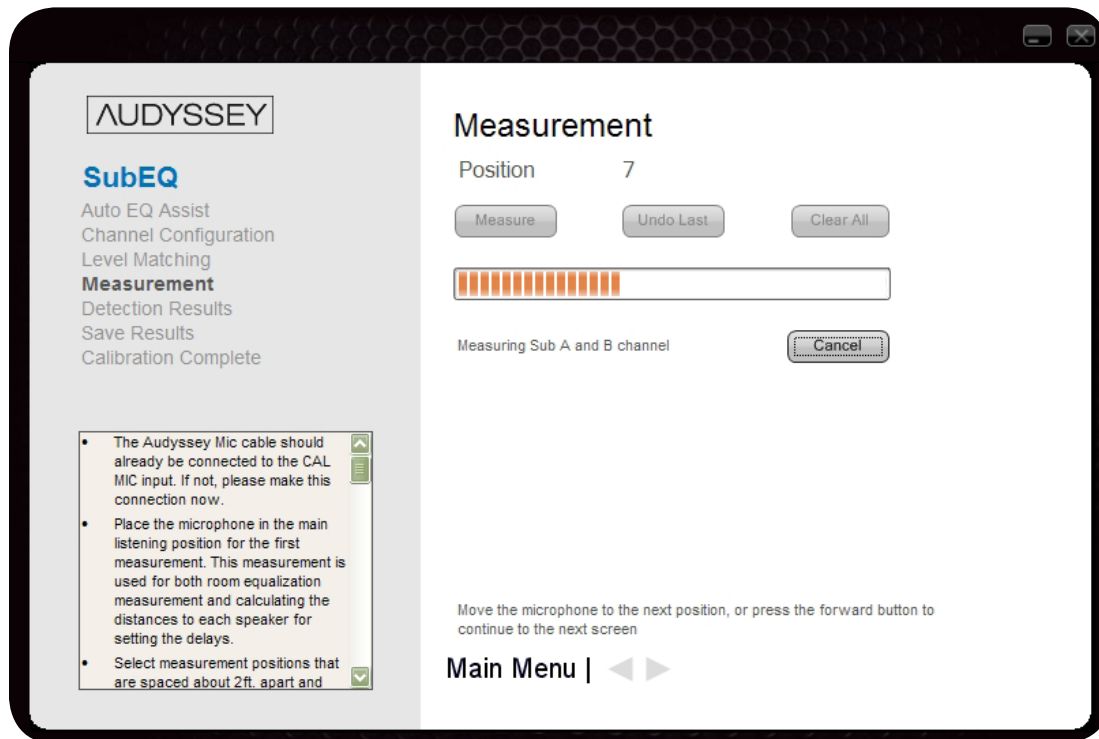 AUDYSSEY
SubEQ
Auto EQ Assist
Channel Configuration
Level Matching
Measurement
Detection Results
Save Results
Calibration Complete
• The Audyssey Mic cable should
already be connected to the CAL
MIC input. If not, please make this
connection now.
• Place the microphone in the main
listening position for the first
measurement. This measurement is
used for both room equalization
measurement and calculating the
distances to each speaker for
setting the delays.
• Select measurement positions that
are spaced about 2ft. apart and
Measurement
Position 7
Measure Undo Last Clear All
Measuring Sub A and B channel Cancel
Move the microphone to the next position, or press the forward button to
continue to the next screen
Main Menu |